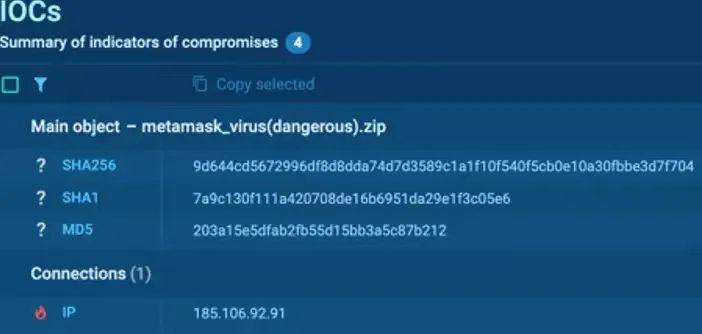 IOCs
Summary of indicators of compromises 4
Copy selected
Main object – metamask_virus(dangerous).zip
? SHA256 9d644cd5672996df8d8dda74d7d3589c1a1f10f540f5cb0e10a30fbbe3d7f704
? SHA1 7a9c130f111a420708de16b6951da29e1f3c05e6
? MD5 203a15e5dfab2fb55d15bb3a5c87b212
Connections (1)
IP 185.106.92.91